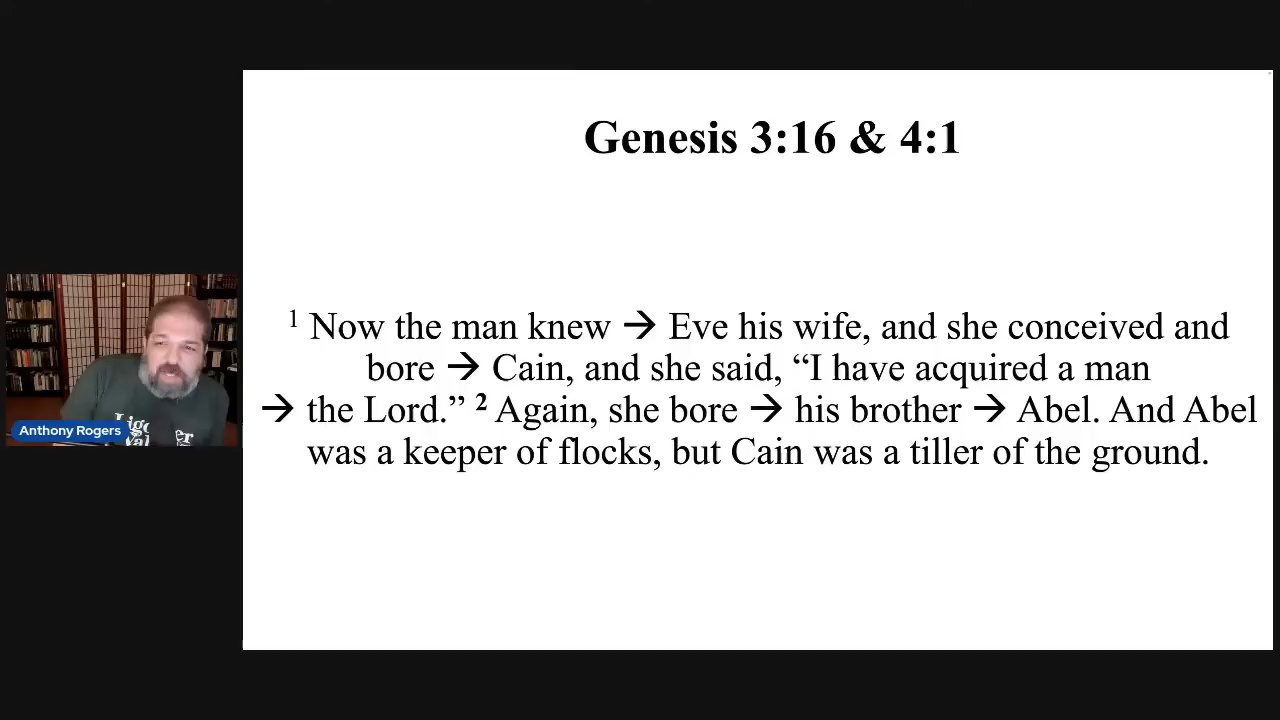 Genesis 3:16 & 4:1
1 Now the man knew → Eve his wife, and she conceived and
bore → Cain, and she said, “I have acquired a man
→ the Lord.” 2 Again, she bore → his brother → Abel. And Abel
was a keeper of flocks, but Cain was a tiller of the ground.
Anthony Rogers